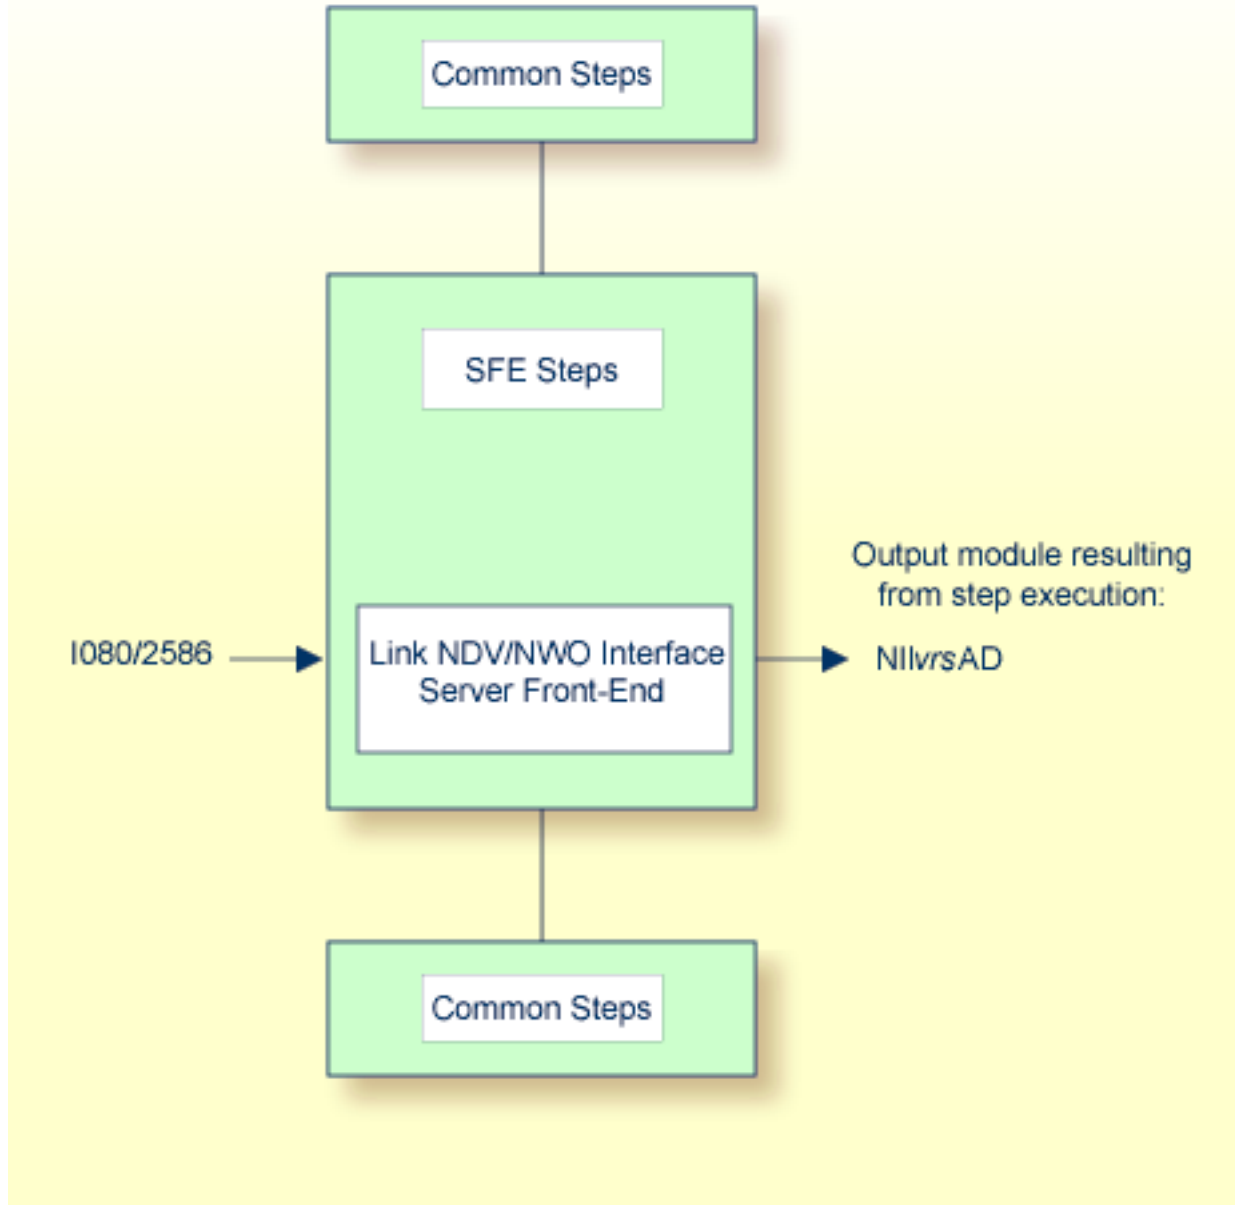 Common Steps
SFE Steps
Output module resulting
from step execution:
I080/2586
Link NDV/NWO Interface
Server Front-End
NIIvrsAD
Common Steps